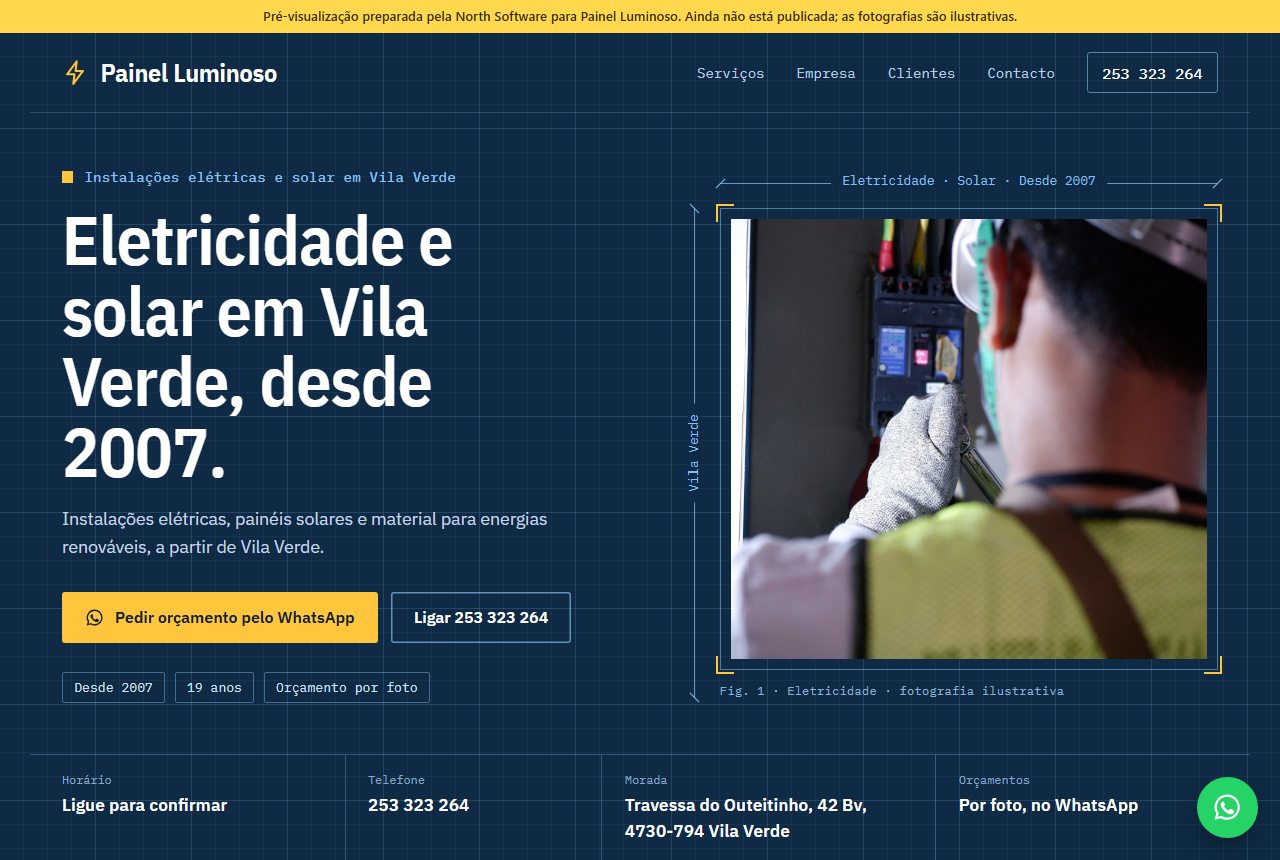 Pré-visualização preparada pela North Software para Painel Luminoso. Ainda não está publicada; as fotografias são ilustrativas.
Painel Luminoso
Serviços
Empresa
Clientes
Contacto
253 323 264
Instalações elétricas e solar em Vila Verde
Eletricidade e
solar em Vila
Verde, desde
2007.
Instalações elétricas, painéis solares e material para energias
renováveis, a partir de Vila Verde.
Pedir orçamento pelo WhatsApp
Ligar 253 323 264
Desde 2007
19 anos
Orçamento por foto
Eletricidade · Solar · Desde 2007
Vila Verde
Fig. 1 · Eletricidade · fotografia ilustrativa
Horário
Ligue para confirmar
Telefone
253 323 264
Morada
Travessa do Outeitinho, 42 Bv,
4730-794 Vila Verde
Orçamentos
Por foto, no WhatsApp